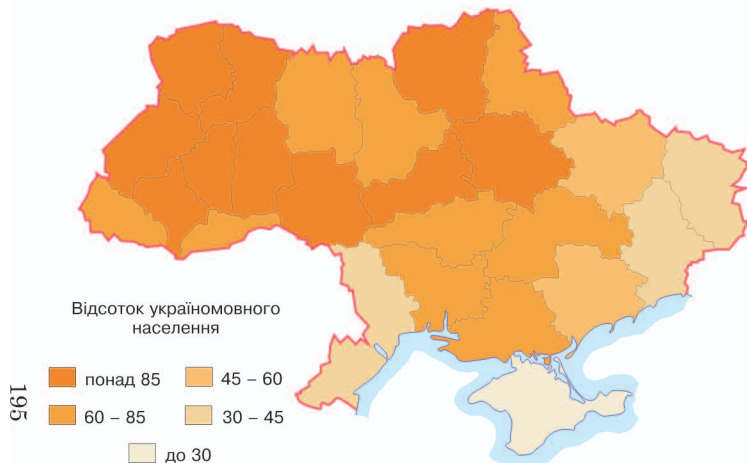 Відсоток україномовного
населення
понад 85
45 – 60
60 – 85
30 – 45
до 30
195